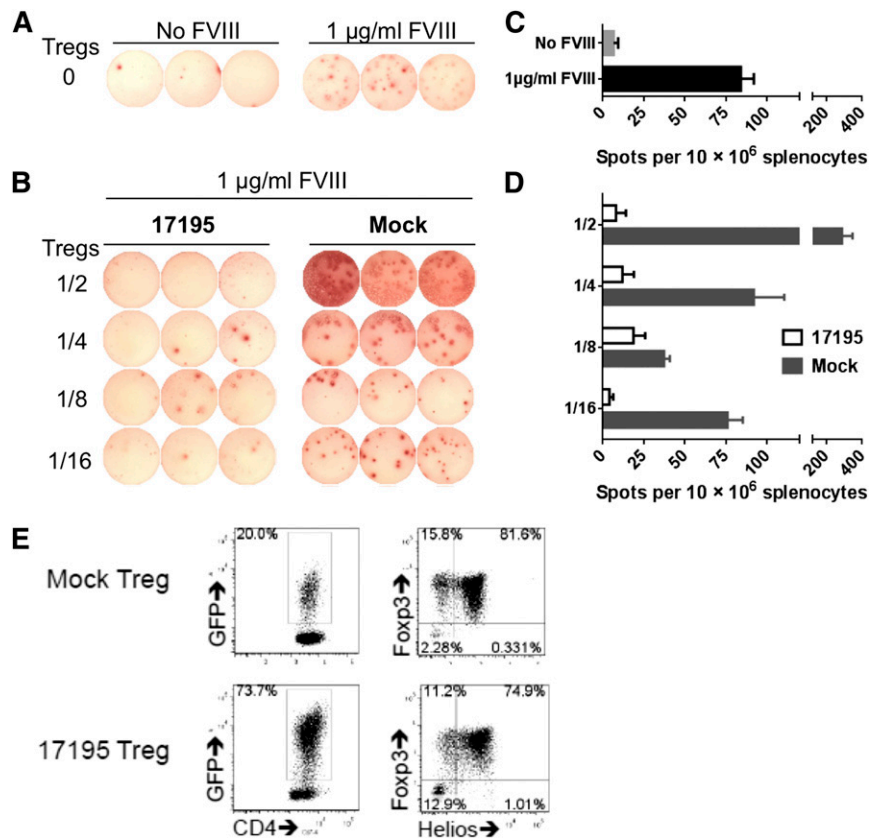 A
No FVIII
1 µg/ml FVIII
Tregs
0
C
No FVIII
1µg/ml FVIII
0
25
50
75
100
200
400
Spots per 10 × 10⁶ splenocytes
B
1 µg/ml FVIII
17195
Mock
Tregs
1/2
1/4
1/8
1/16
D
1/2
1/4
1/8
1/16
17195
Mock
0
25
50
75
100
200
400
Spots per 10 × 10⁶ splenocytes
E
Mock Treg
20.0%
GFP→
15.8%
81.6%
Foxp3→
2.28%
0.331%
17195 Treg
73.7%
GFP→
CD4→
11.2%
74.9%
Foxp3→
12.9%
1.01%
Helios→